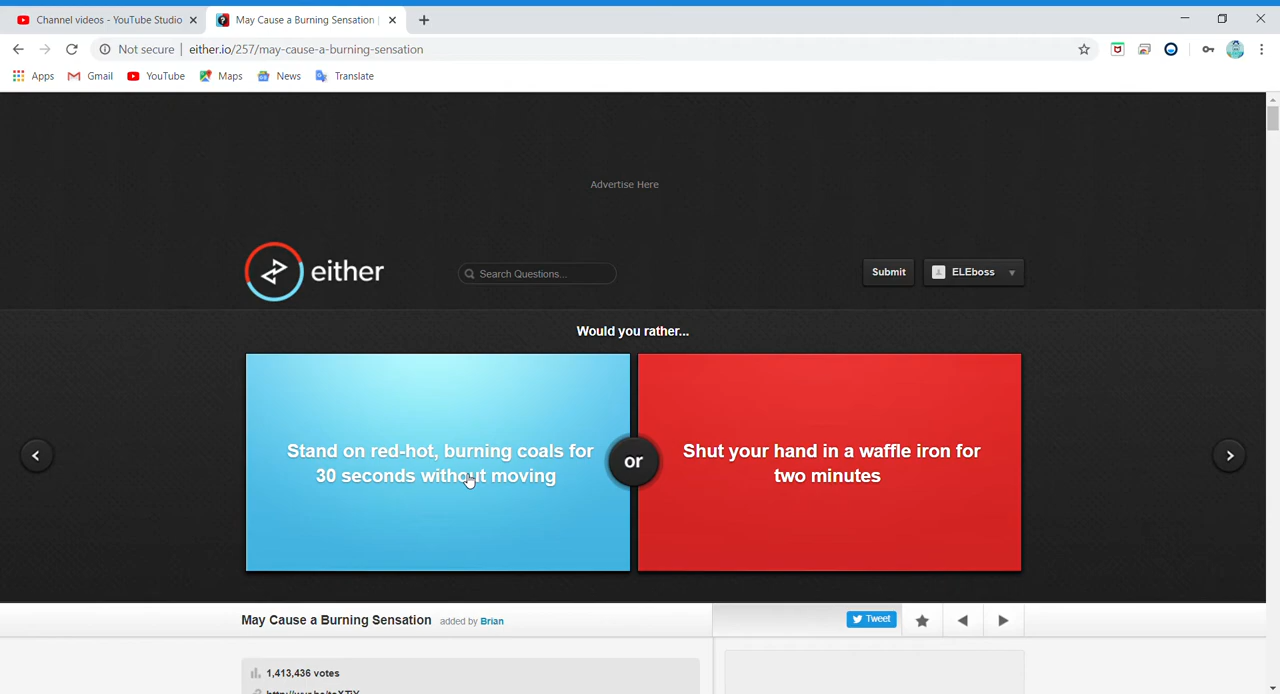 Channel videos - YouTube Studio
May Cause a Burning Sensation |
Not secure | either.io/257/may-cause-a-burning-sensation
Apps Gmail YouTube Maps News Translate
Advertise Here
either
Search Questions...
Submit
ELEboss
Would you rather...
Stand on red-hot, burning coals for
30 seconds without moving
or
Shut your hand in a waffle iron for
two minutes
May Cause a Burning Sensation added by Brian
Tweet
1,413,436 votes